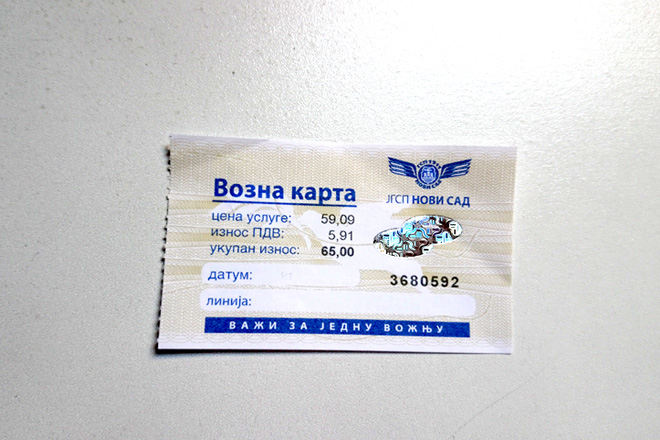 ЈГСП НОВИ САД
Возна карта
цена услуге: 59,09
износ ПДВ: 5,91
укупан износ: 65,00
датум:
3680592
линија:
ВАЖИ ЗА ЈЕДНУ ВОЖЊУ